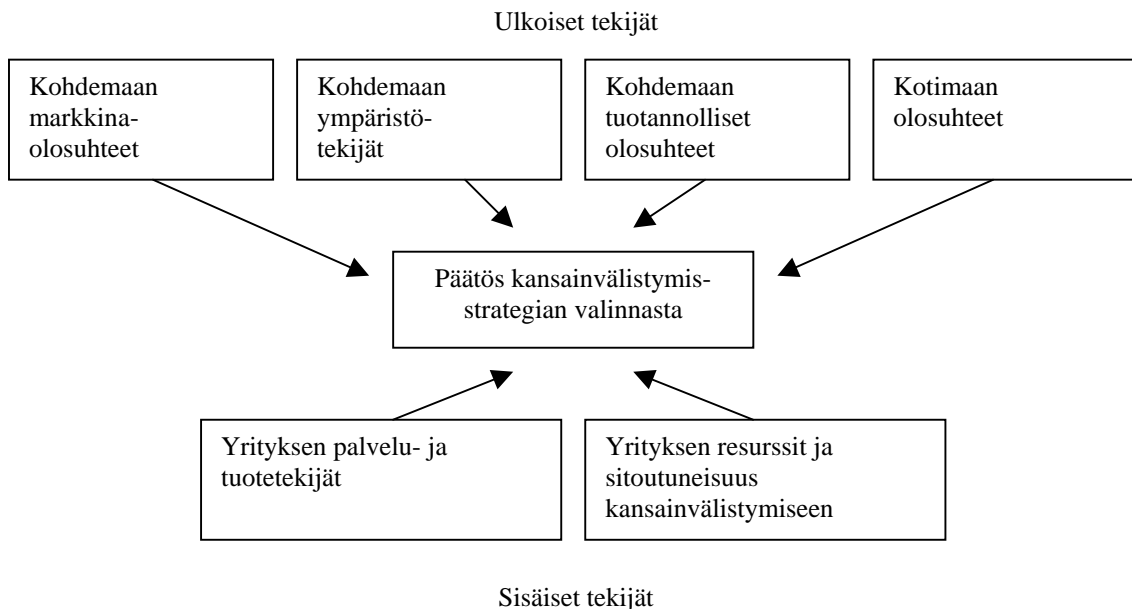 Ulkoiset tekijät
Kohdemaan
markkina-
olosuhteet
Kohdemaan
ympäristö-
tekijät
Kohdemaan
tuotannolliset
olosuhteet
Kotimaan
olosuhteet
Päätös kansainvälistymis-
strategian valinnasta
Yrityksen palvelu- ja
tuotetekijät
Yrityksen resurssit ja
sitoutuneisuus
kansainvälistymiseen
Sisäiset tekijät